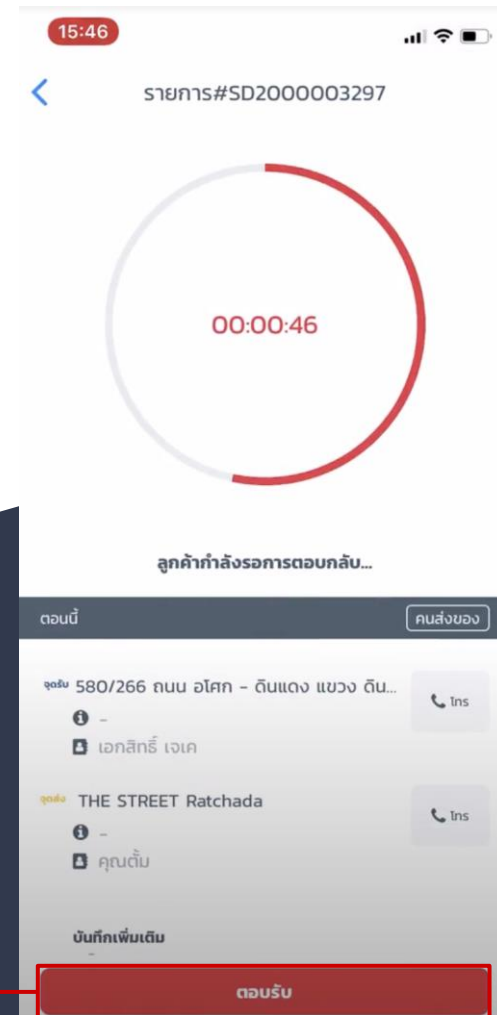 15:46
รายการ#SD2000003297
00:00:46
ลูกค้ากำลังรอการตอบกลับ...
ตอนนี้
คนส่งของ
จุดรับ 580/266 ถนน อโศก - ดินแดง แขวง ดิน...
โทร
-
เอกสิทธิ์ เจเค
จุดส่ง THE STREET Ratchada
โทร
-
คุณตั้ม
บันทึกเพิ่มเติม
-
ตอบรับ